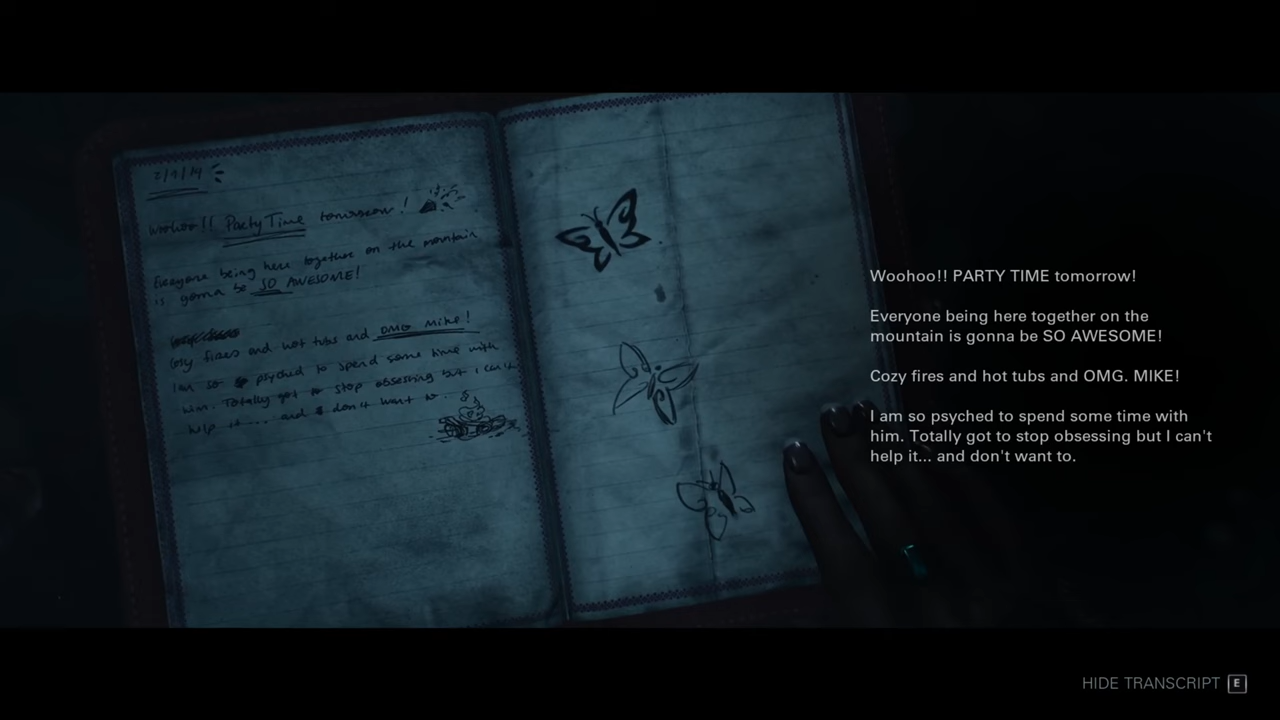 2/1/14
Woohoo!! Party Time tomorrow!
Everyone being here together on the mountain
is gonna be SO AWESOME!
Cozy fires and hot tubs and OMG Mike!
I am so psyched to spend some time with
him. Totally got to stop obsessing but I can't
help it... and don't want to.
Woohoo!! PARTY TIME tomorrow!
Everyone being here together on the
mountain is gonna be SO AWESOME!
Cozy fires and hot tubs and OMG. MIKE!
I am so psyched to spend some time with
him. Totally got to stop obsessing but I can't
help it... and don't want to.
HIDE TRANSCRIPT E